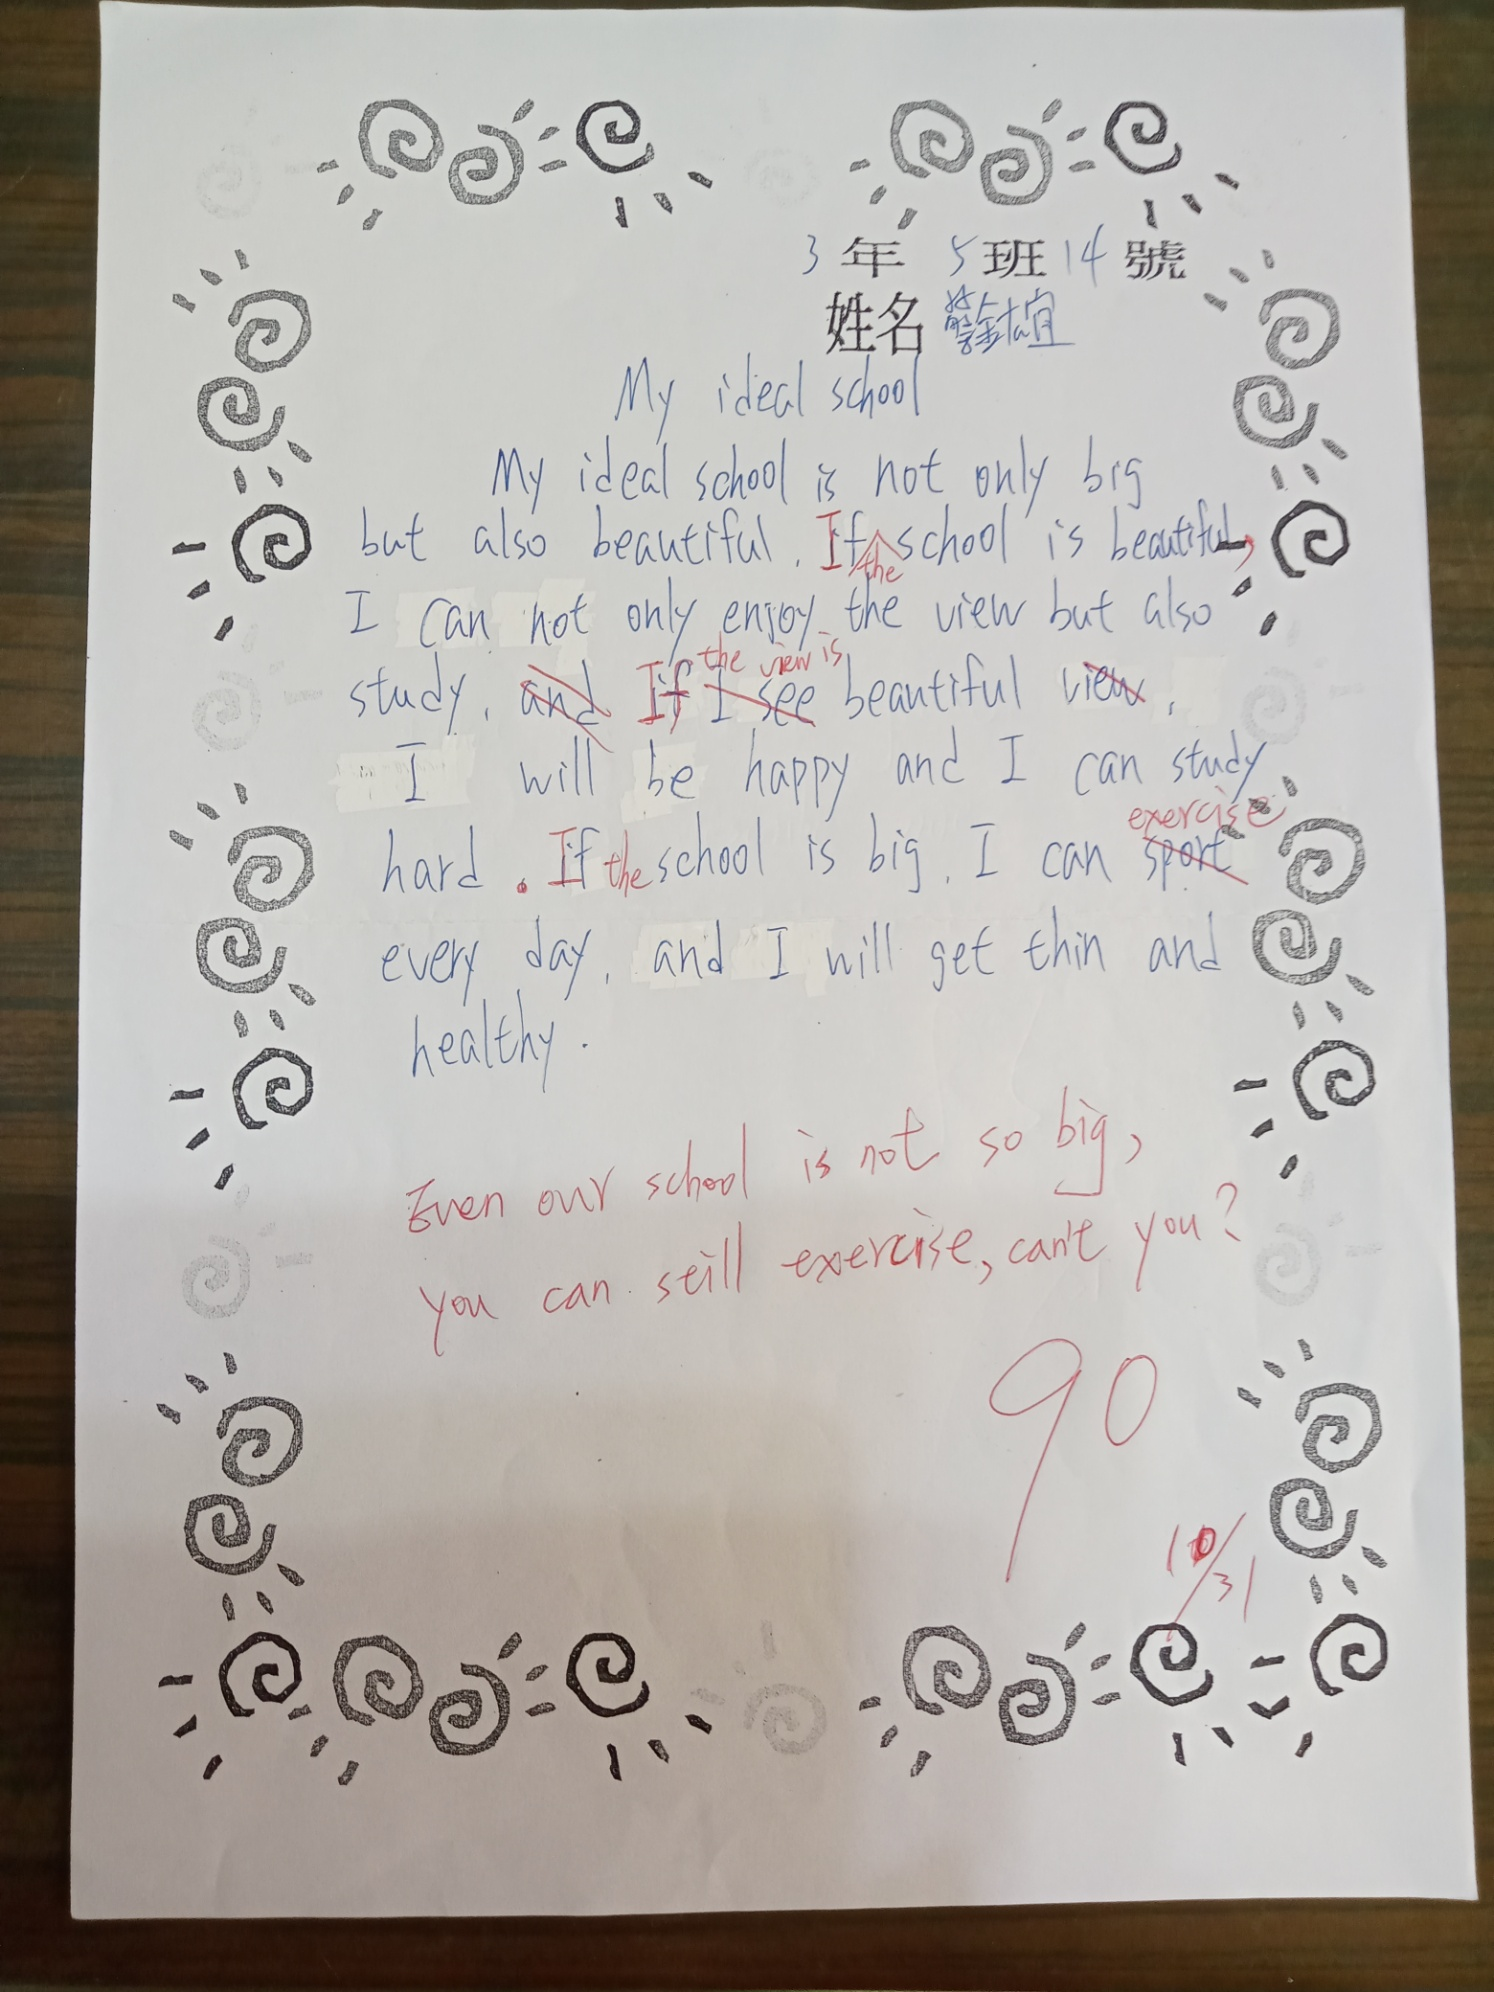 3 年 5 班 14 號
姓名
My ideal school
My ideal school is not only big
but also beautiful. If the school is beautiful,
I can not only enjoy the view but also
the view is
study. and If I see beautiful view,
I will be happy and I can study
exercise
hard. If the school is big, I can sport
every day, and I will get thin and
healthy.
Even our school is not so big,
you can still exercise, can't you?
90
10/31